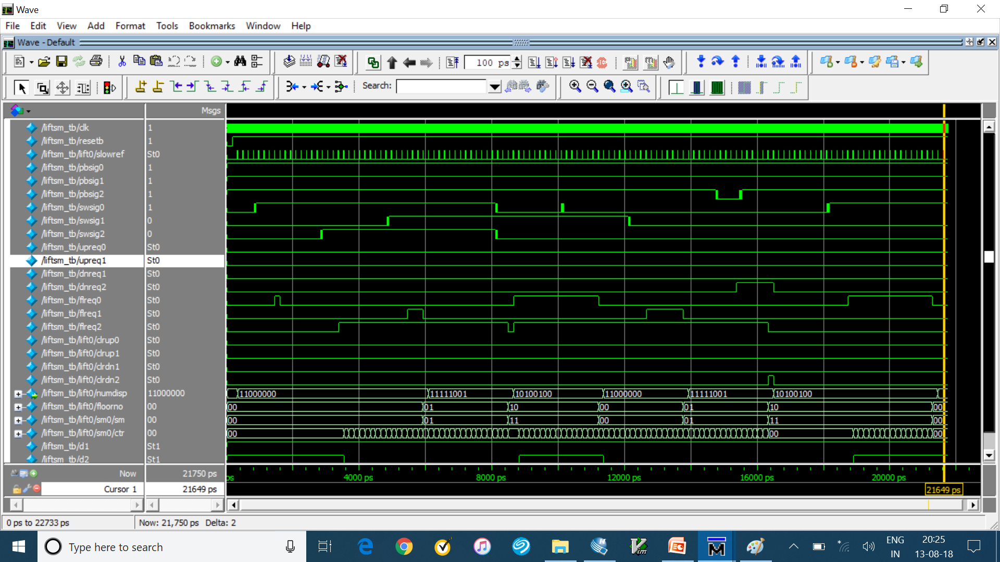 Wave
File Edit View Add Format Tools Bookmarks Window Help
Wave - Default
100 ps
Search:
Msgs
/liftsm_tb/clk 1
/liftsm_tb/resetb 1
/liftsm_tb/lift0/slowref St0
/liftsm_tb/pbsig0 1
/liftsm_tb/pbsig1 1
/liftsm_tb/pbsig2 1
/liftsm_tb/swsig0 1
/liftsm_tb/swsig1 0
/liftsm_tb/swsig2 0
/liftsm_tb/upreq0 St0
/liftsm_tb/upreq1 St0
/liftsm_tb/dnreq1 St0
/liftsm_tb/dnreq2 St0
/liftsm_tb/flreq0 St0
/liftsm_tb/flreq1 St0
/liftsm_tb/flreq2 St0
/liftsm_tb/lift0/clrup0 St0
/liftsm_tb/lift0/clrup1 St0
/liftsm_tb/lift0/clrdn1 St0
/liftsm_tb/lift0/clrdn2 St0
/liftsm_tb/lift0/numdisp 11000000 11000000 11111001 10100100 11000000 11111001 10100100
/liftsm_tb/lift0/floorno 00 00 01 10 00 01 10 00
/liftsm_tb/lift0/sm0/sm 00 00 01 11 00 01 11 00
/liftsm_tb/lift0/sm0/ctr 00 00 00 00
/liftsm_tb/d1 St1
/liftsm_tb/d2 St1
Now 21750 ps ps 4000 ps 8000 ps 12000 ps 16000 ps 20000 ps
Cursor 1 21649 ps 21649 ps
0 ps to 22733 ps Now: 21,750 ps Delta: 2
Type here to search ENG 20:25
IN 13-08-18